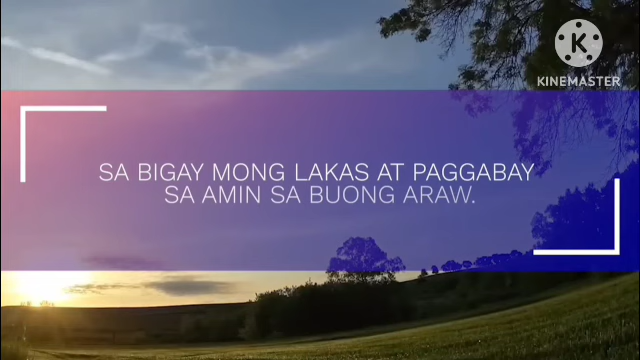 KINEMASTER
SA BIGAY MONG LAKAS AT PAGGABAY
SA AMIN SA BUONG ARAW.